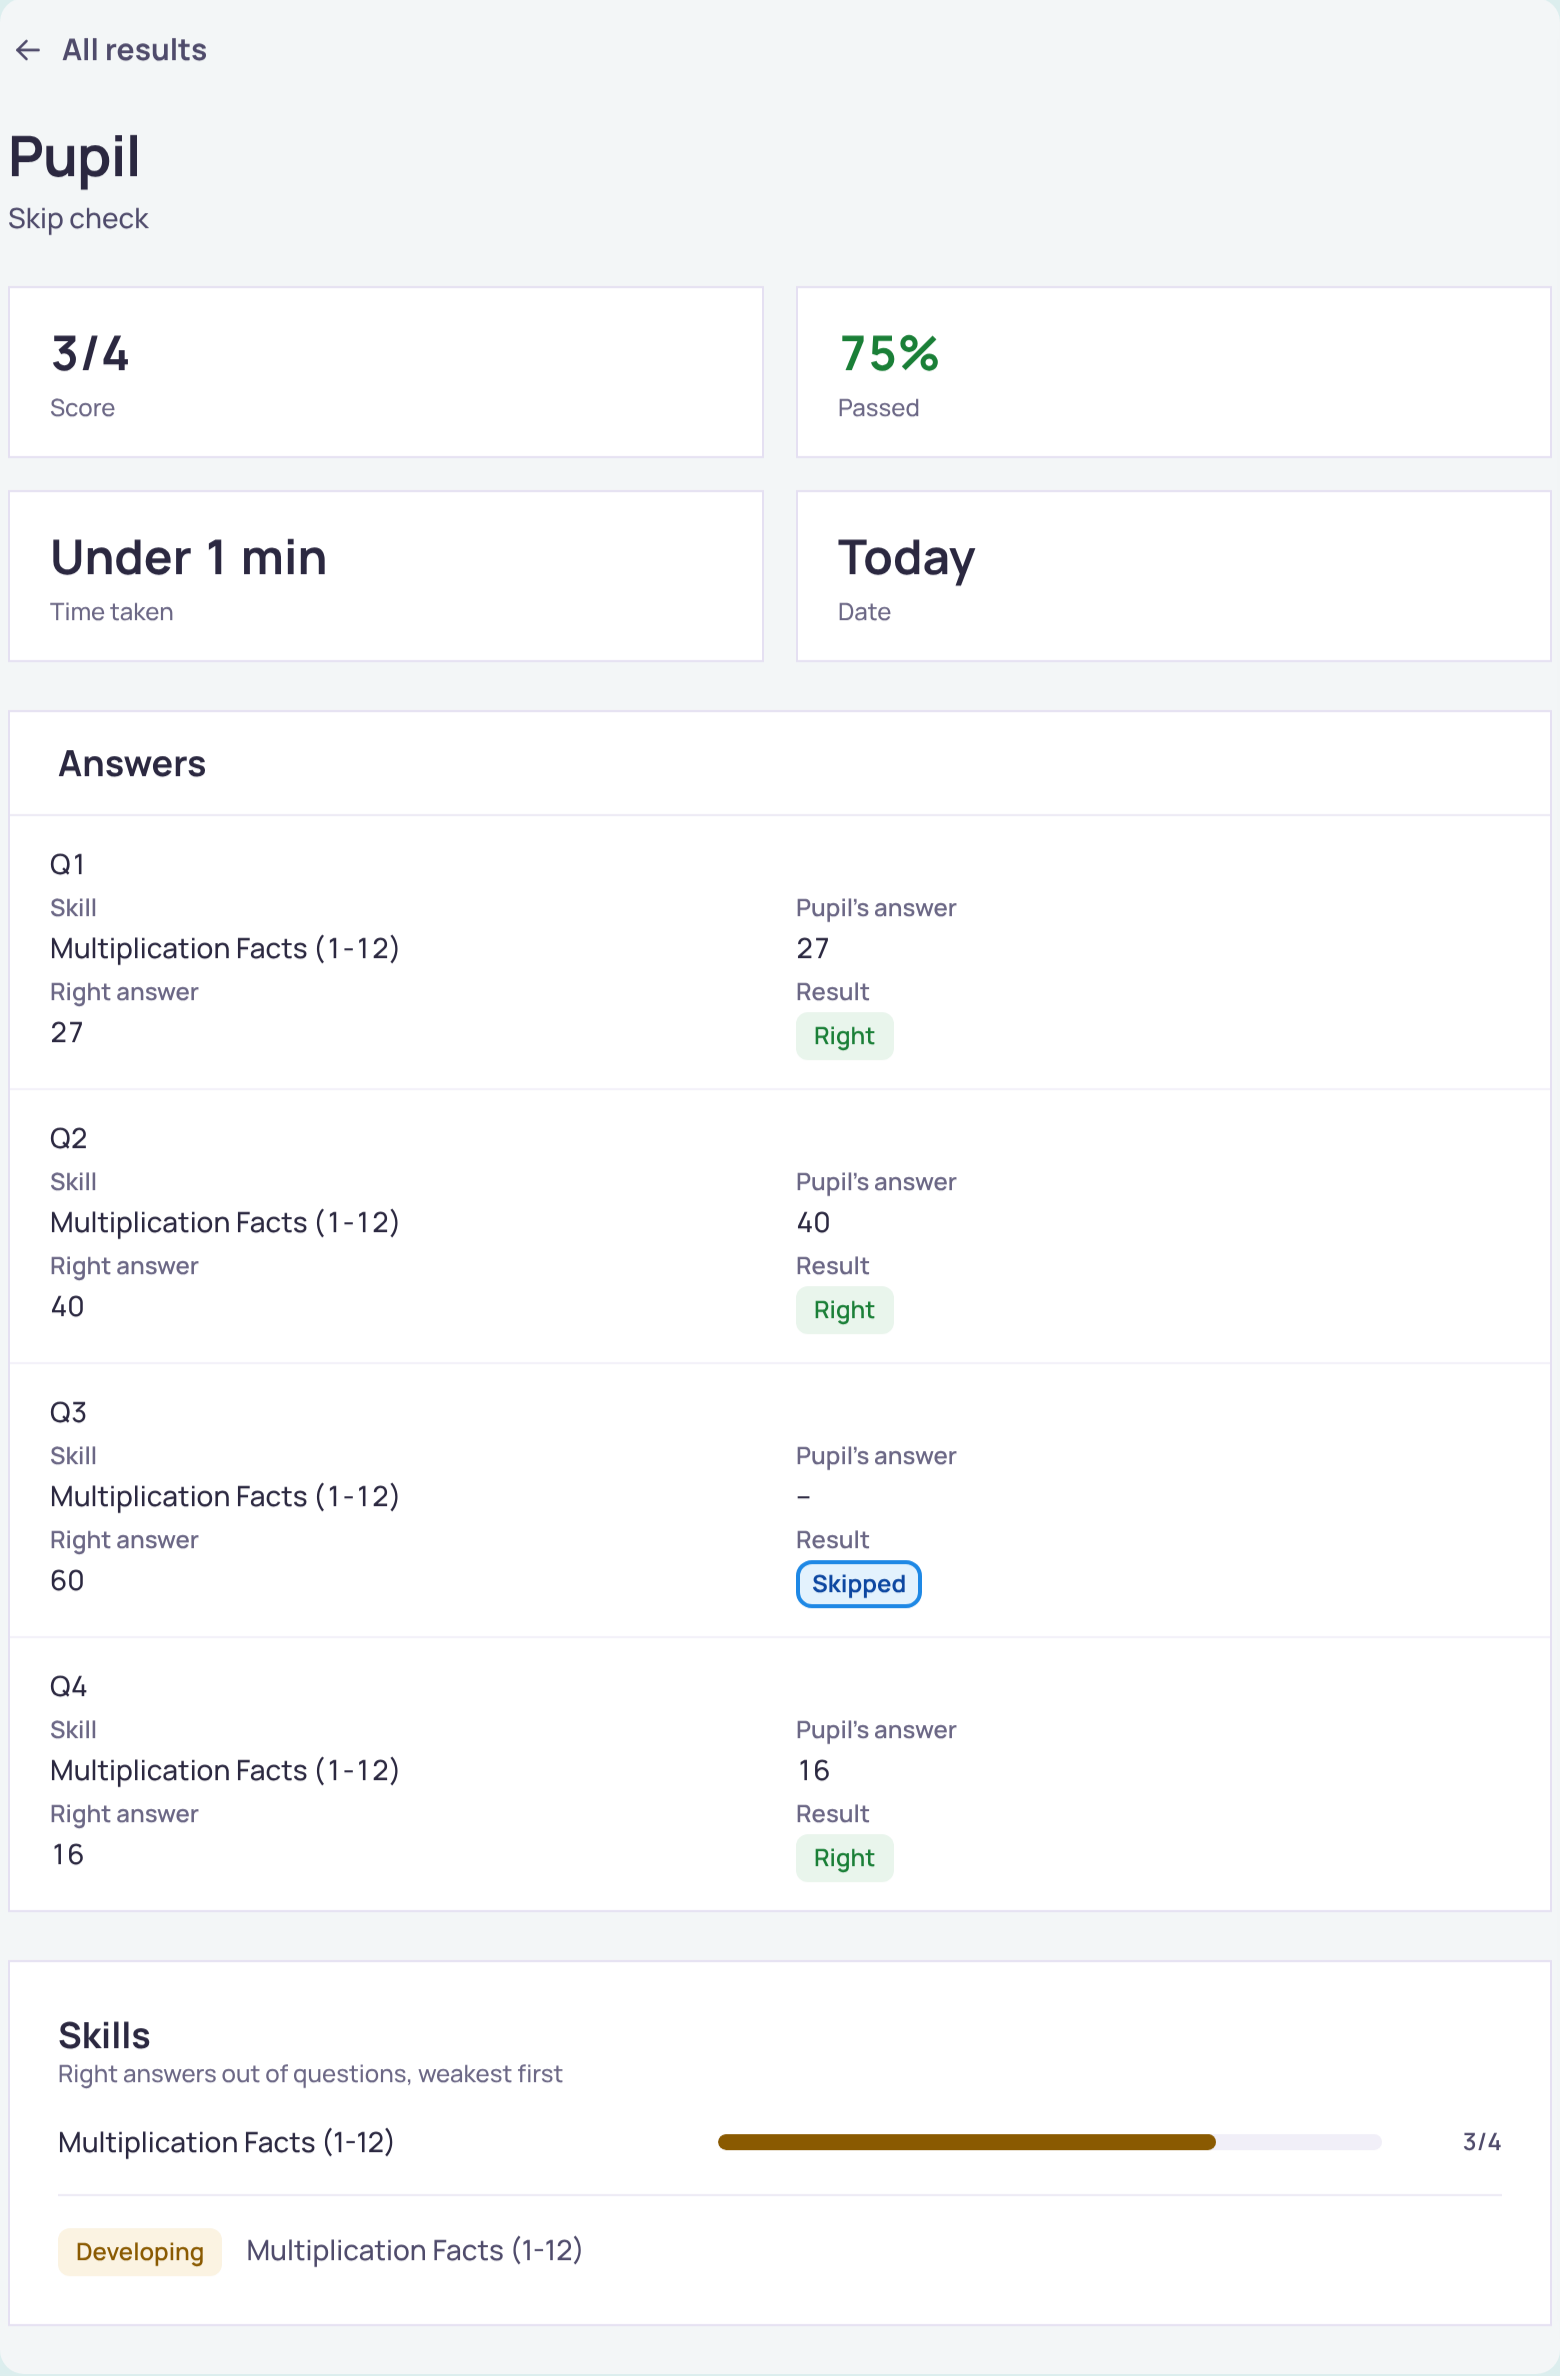 ← All results
Pupil
Skip check
3/4
Score
75%
Passed
Under 1 min
Time taken
Today
Date
Answers
Q1
Skill
Multiplication Facts (1-12)
Right answer
27
Pupil's answer
27
Result
Right
Q2
Skill
Multiplication Facts (1-12)
Right answer
40
Pupil's answer
40
Result
Right
Q3
Skill
Multiplication Facts (1-12)
Right answer
60
Pupil's answer
–
Result
Skipped
Q4
Skill
Multiplication Facts (1-12)
Right answer
16
Pupil's answer
16
Result
Right
Skills
Right answers out of questions, weakest first
Multiplication Facts (1-12) 3/4
Developing Multiplication Facts (1-12)